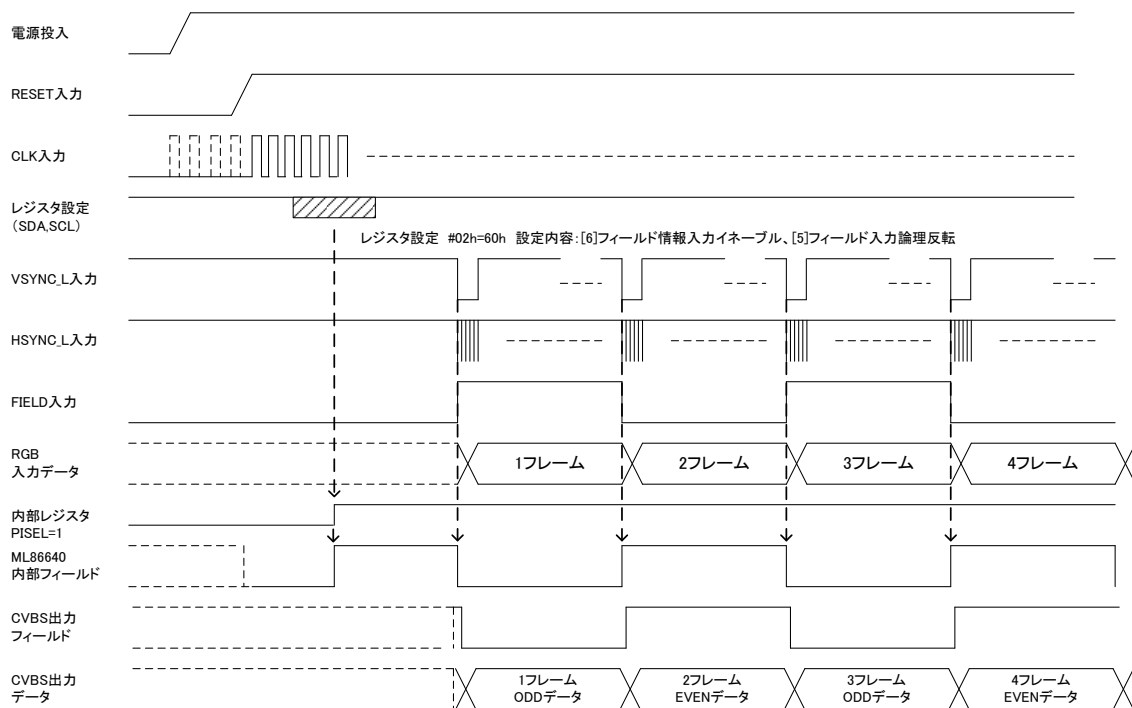 電源投入
RESET入力
CLK入力
レジスタ設定
（SDA,SCL）
レジスタ設定 #02h=60h 設定内容：[6]フィールド情報入力イネーブル、[5]フィールド入力論理反転
VSYNC_L入力
HSYNC_L入力
FIELD入力
RGB
入力データ
1フレーム
2フレーム
3フレーム
4フレーム
内部レジスタ
PISEL=1
ML86640
内部フィールド
CVBS出力
フィールド
CVBS出力
データ
1フレーム
ODDデータ
2フレーム
EVENデータ
3フレーム
ODDデータ
4フレーム
EVENデータ